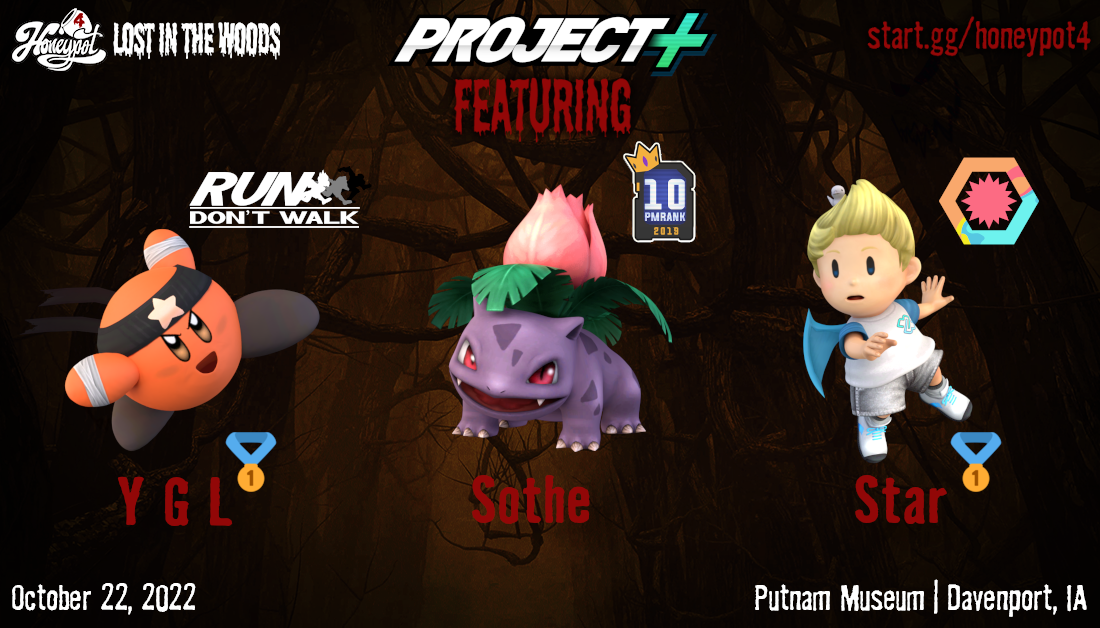 4
Honeypot
LOST IN THE WOODS
PROJECT+
start.gg/honeypot4
FEATURING
RUN
DON'T WALK
10
PMRANK
2019
1
1
Y G L
Sothe
Star
October 22, 2022
Putnam Museum | Davenport, IA